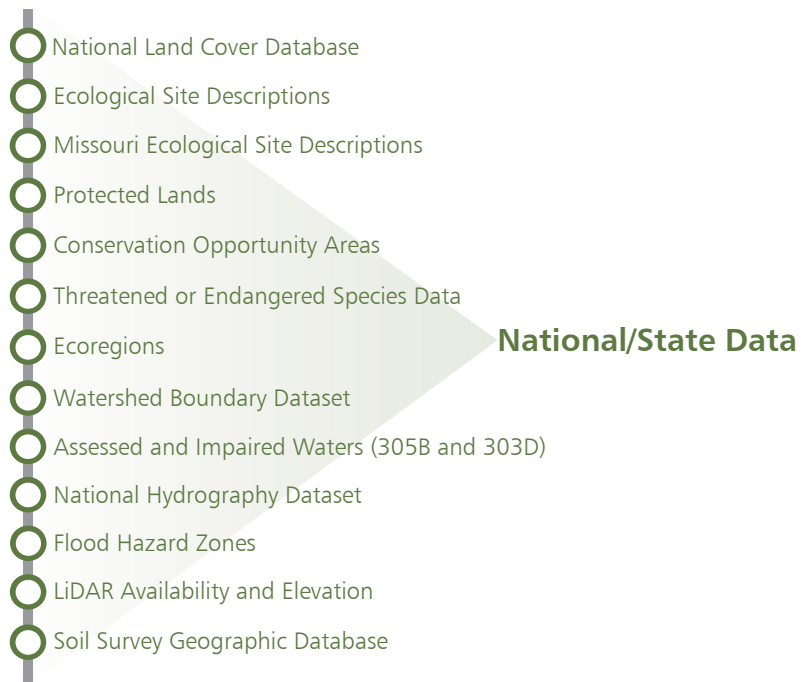 National Land Cover Database
Ecological Site Descriptions
Missouri Ecological Site Descriptions
Protected Lands
Conservation Opportunity Areas
Threatened or Endangered Species Data
Ecoregions
National/State Data
Watershed Boundary Dataset
Assessed and Impaired Waters (305B and 303D)
National Hydrography Dataset
Flood Hazard Zones
LiDAR Availability and Elevation
Soil Survey Geographic Database